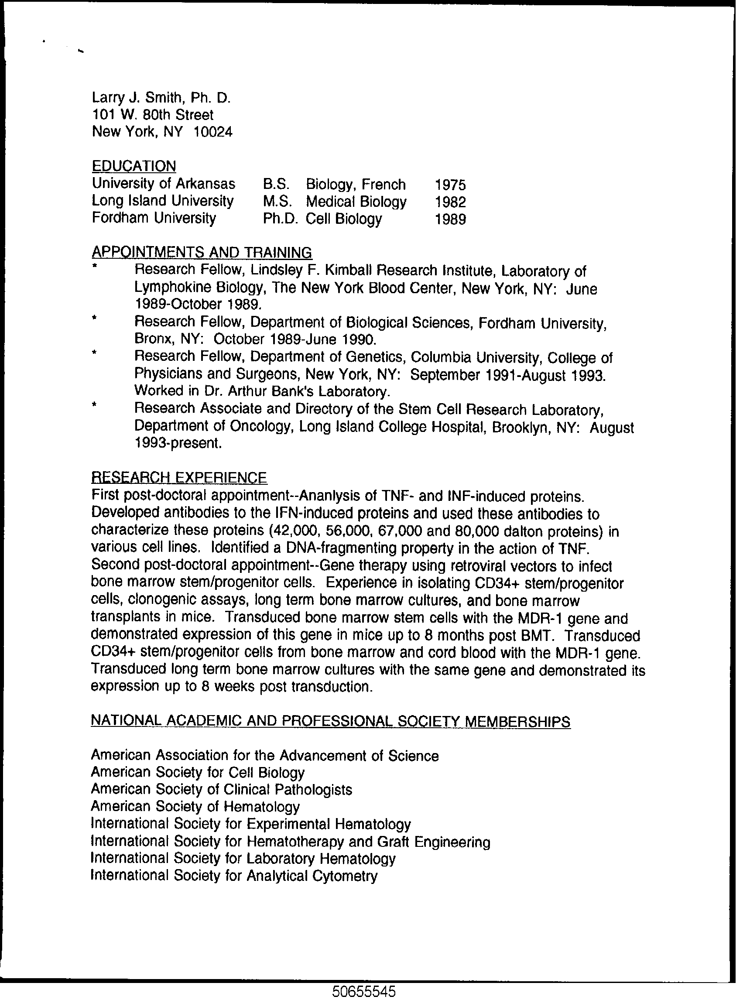 Larry J. Smith, Ph. D.
101 W. 80th Street
New York, NY 10024
EDUCATION
University of Arkansas B.S. Biology, French 1975
Long Island University M.S. Medical Biology 1982
Fordham University Ph.D. Cell Biology 1989
APPOINTMENTS AND TRAINING
* Research Fellow, Lindsley F. Kimball Research Institute, Laboratory of
Lymphokine Biology, The New York Blood Center, New York, NY: June
1989-October 1989.
* Research Fellow, Department of Biological Sciences, Fordham University,
Bronx, NY: October 1989-June 1990.
* Research Fellow, Department of Genetics, Columbia University, College of
Physicians and Surgeons, New York, NY: September 1991-August 1993.
Worked in Dr. Arthur Bank's Laboratory.
* Research Associate and Directory of the Stem Cell Research Laboratory,
Department of Oncology, Long Island College Hospital, Brooklyn, NY: August
1993-present.
RESEARCH EXPERIENCE
First post-doctoral appointment--Ananlysis of TNF- and INF-induced proteins.
Developed antibodies to the IFN-induced proteins and used these antibodies to
characterize these proteins (42,000, 56,000, 67,000 and 80,000 dalton proteins) in
various cell lines. Identified a DNA-fragmenting property in the action of TNF.
Second post-doctoral appointment--Gene therapy using retroviral vectors to infect
bone marrow stem/progenitor cells. Experience in isolating CD34+ stem/progenitor
cells, clonogenic assays, long term bone marrow cultures, and bone marrow
transplants in mice. Transduced bone marrow stem cells with the MDR-1 gene and
demonstrated expression of this gene in mice up to 8 months post BMT. Transduced
CD34+ stem/progenitor cells from bone marrow and cord blood with the MDR-1 gene.
Transduced long term bone marrow cultures with the same gene and demonstrated its
expression up to 8 weeks post transduction.
NATIONAL ACADEMIC AND PROFESSIONAL SOCIETY MEMBERSHIPS
American Association for the Advancement of Science
American Society for Cell Biology
American Society of Clinical Pathologists
American Society of Hematology
International Society for Experimental Hematology
International Society for Hematotherapy and Graft Engineering
International Society for Laboratory Hematology
International Society for Analytical Cytometry
50655545